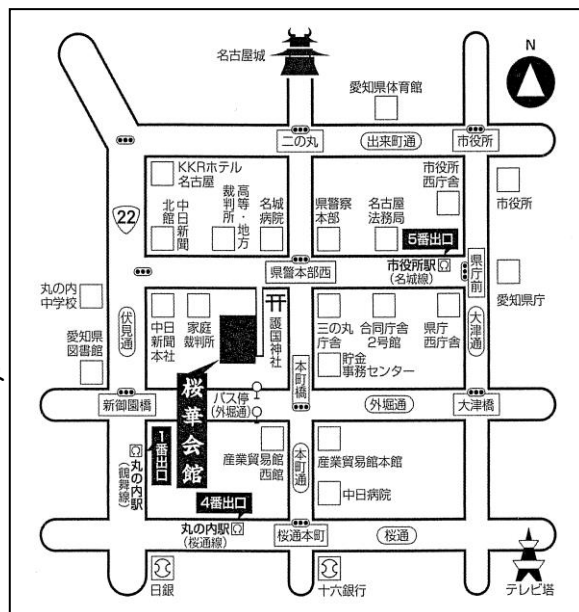 名古屋城
N
愛知県体育館
二の丸
出来町通
市役所
KKRホテル
名古屋
市役所
西庁舎
中日新聞
北館
高等・地方
裁判所
名城
病院
県警察
本部
名古屋
法務局
市役所
22
5番出口
県警本部西
市役所駅
(名城線)
県庁前
愛知県庁
丸の内
中学校
伏見通
護国神社
大津通
中日
新聞
本社
家庭
裁判所
三の丸
庁舎
合同庁舎
2号館
県庁
西庁舎
愛知県
図書館
貯金
事務センター
桜華会館
本町橋
新御園橋
バス停
(外堀通)
外堀通
大津橋
1番出口
丸の内駅
(鶴舞線)
産業貿易館
西館
本町通
産業貿易館本館
4番出口
中日病院
丸の内駅
(桜通線)
桜通本町
桜通
日銀
十六銀行
テレビ塔